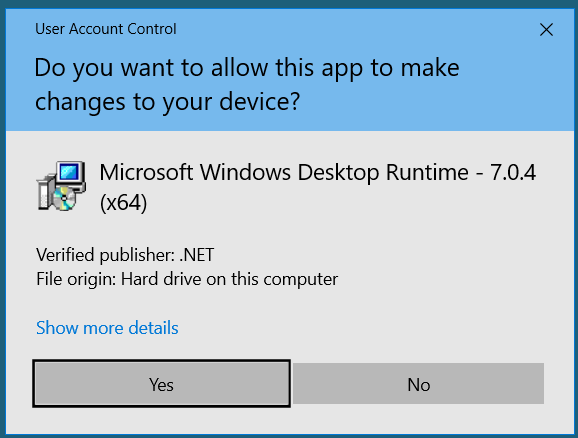 User Account Control
Do you want to allow this app to make
changes to your device?
Microsoft Windows Desktop Runtime - 7.0.4
(x64)
Verified publisher: .NET
File origin: Hard drive on this computer
Show more details
Yes
No